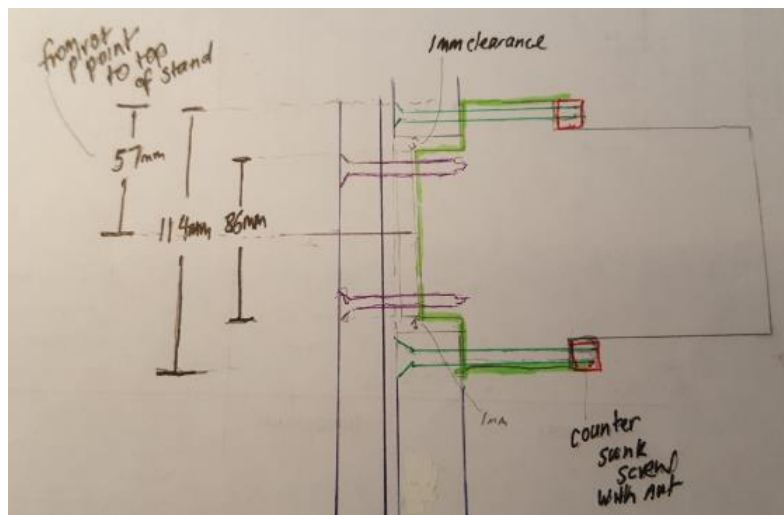 from rot
point
to top
of stand
1mm clearance
57mm
114mm
86mm
1mm
counter
sunk
screw
with nut